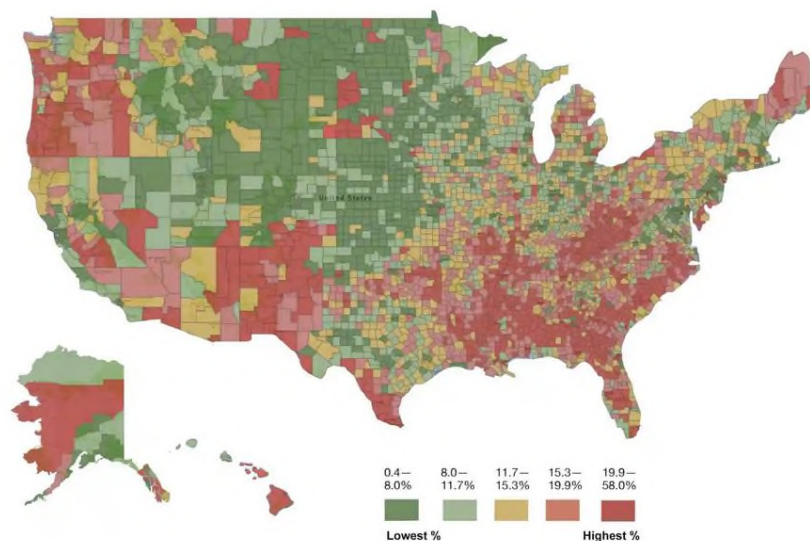 United States
0.4— 8.0— 11.7— 15.3— 19.9—
8.0% 11.7% 15.3% 19.9% 58.0%
Lowest % Highest %